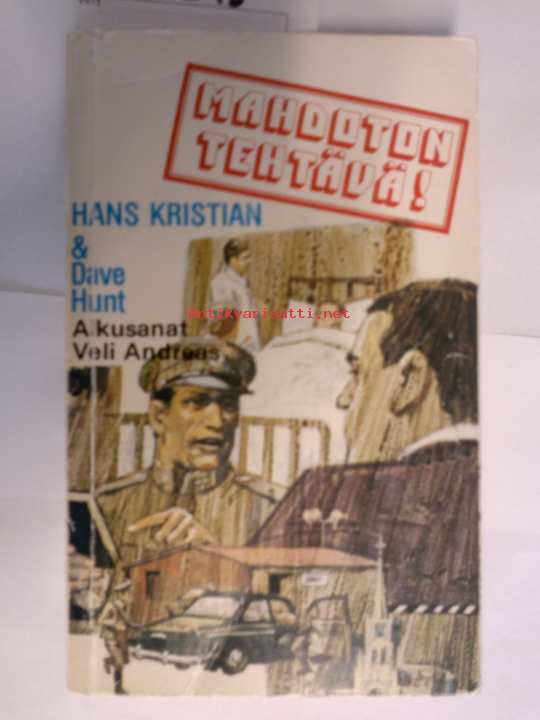 MAHDOTON
TEHTÄVÄ!
HANS KRISTIAN
&
Dave
Hunt
Alkusanat
Veli Andreas
antikvariaatti.net